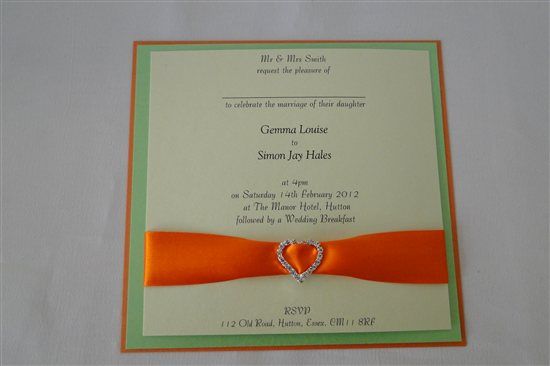 Mr & Mrs Smith
request the pleasure of
to celebrate the marriage of their daughter
Gemma Louise
to
Simon Jay Hales
at 4pm
on Saturday 14th February 2012
at The Manor Hotel, Hutton
followed by a Wedding Breakfast
RSVP
112 Old Road, Hutton, Essex, CM11 8RF